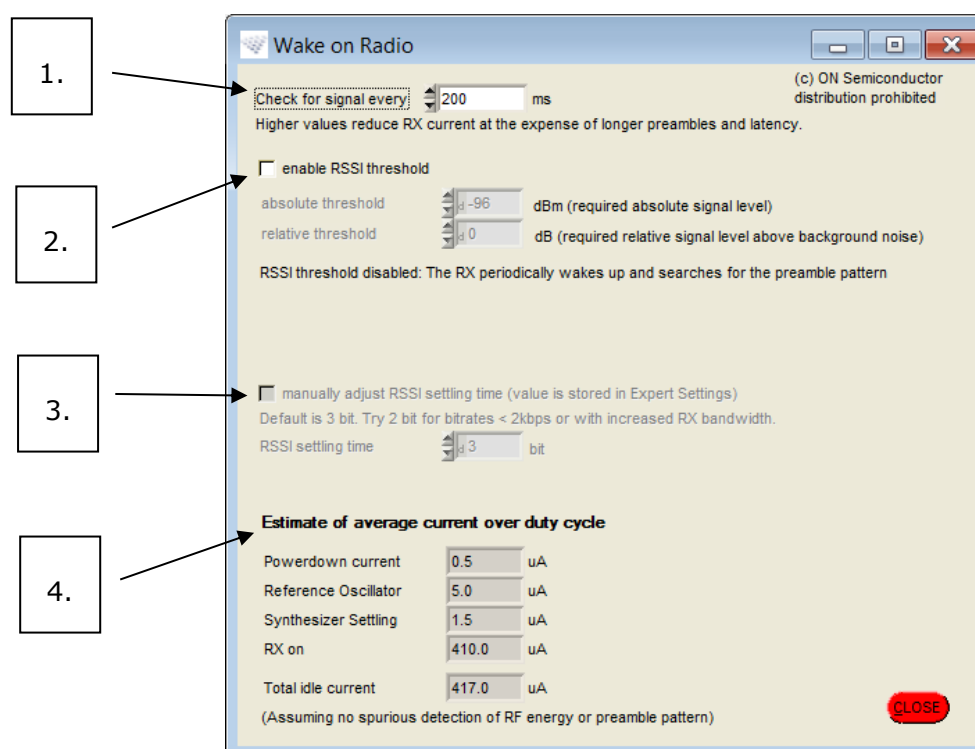 Wake on Radio
1.
(c) ON Semiconductor
distribution prohibited
Check for signal every 200 ms
Higher values reduce RX current at the expense of longer preambles and latency.
2.
enable RSSI threshold
absolute threshold d -96 dBm (required absolute signal level)
relative threshold d 0 dB (required relative signal level above background noise)
RSSI threshold disabled: The RX periodically wakes up and searches for the preamble pattern
3.
manually adjust RSSI settling time (value is stored in Expert Settings)
Default is 3 bit. Try 2 bit for bitrates < 2kbps or with increased RX bandwidth.
RSSI settling time d 3 bit
4.
Estimate of average current over duty cycle
Powerdown current 0.5 uA
Reference Oscillator 5.0 uA
Synthesizer Settling 1.5 uA
RX on 410.0 uA
Total idle current 417.0 uA
(Assuming no spurious detection of RF energy or preamble pattern)
CLOSE